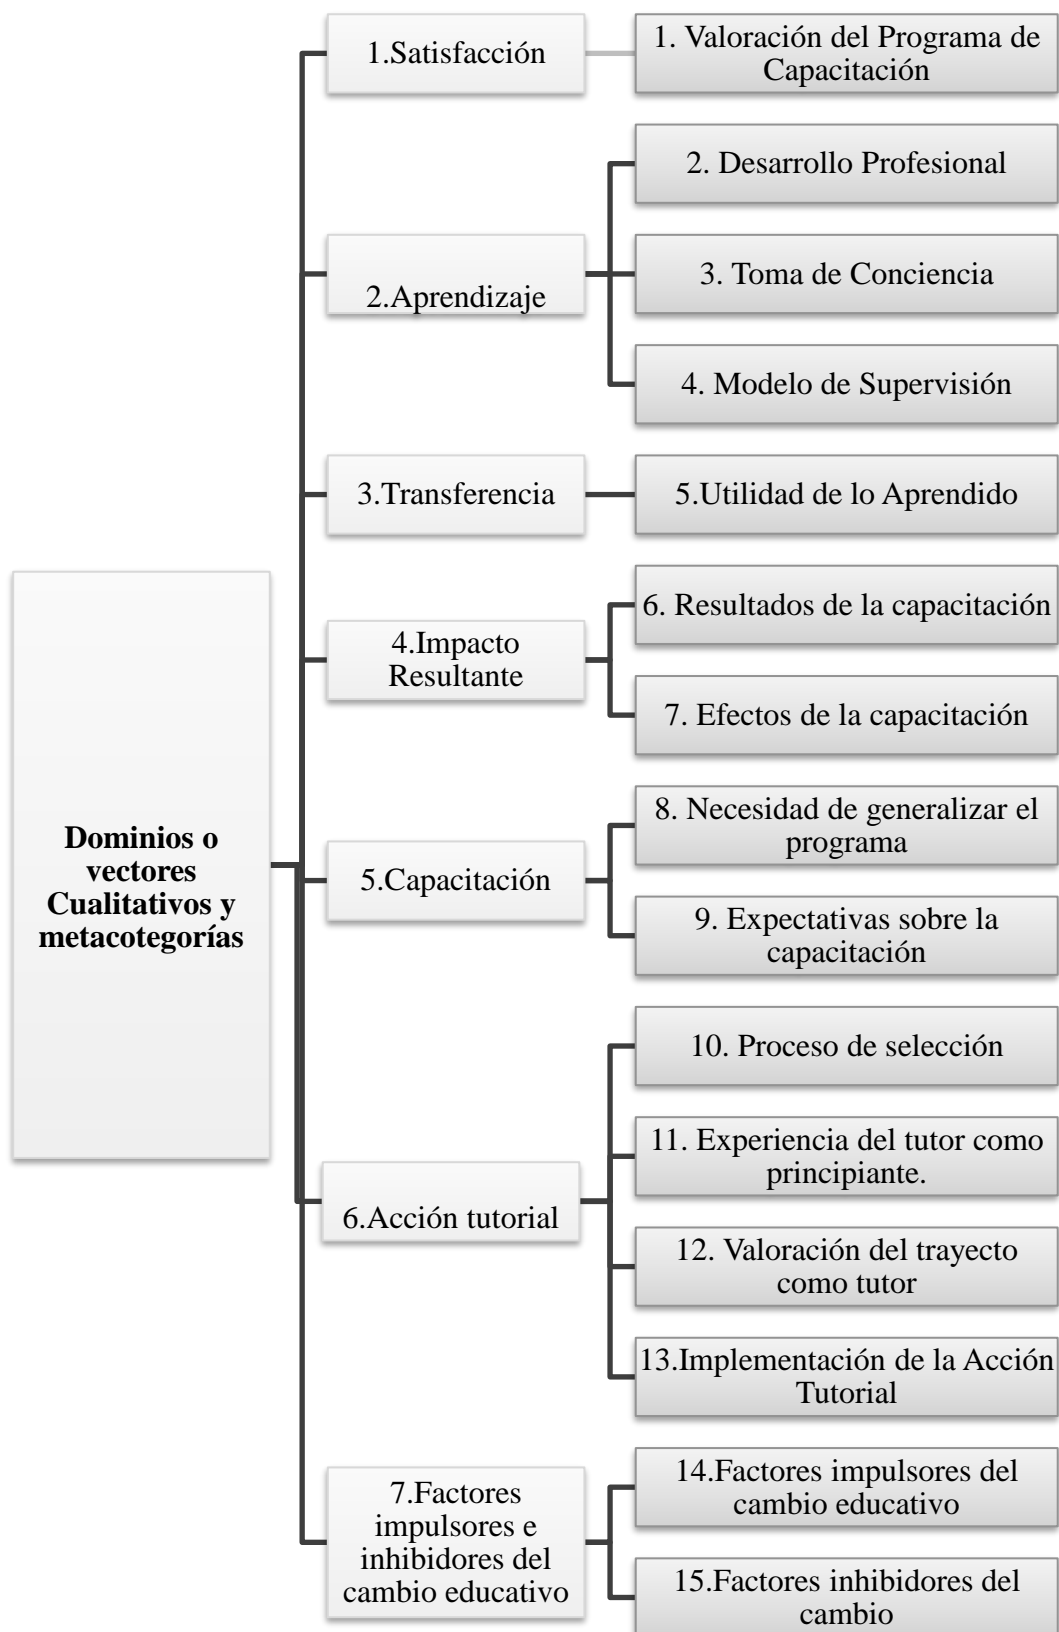 1.Satisfacción
1. Valoración del Programa de
Capacitación
2.Aprendizaje
2. Desarrollo Profesional
3. Toma de Conciencia
4. Modelo de Supervisión
3.Transferencia
5.Utilidad de lo Aprendido
Dominios o
vectores
Cualitativos y
metacotegorías
4.Impacto
Resultante
6. Resultados de la capacitación
7. Efectos de la capacitación
5.Capacitación
8. Necesidad de generalizar el
programa
9. Expectativas sobre la
capacitación
6.Acción tutorial
10. Proceso de selección
11. Experiencia del tutor como
principiante.
12. Valoración del trayecto
como tutor
13.Implementación de la Acción
Tutorial
7.Factores
impulsores e
inhibidores del
cambio educativo
14.Factores impulsores del
cambio educativo
15.Factores inhibidores del
cambio